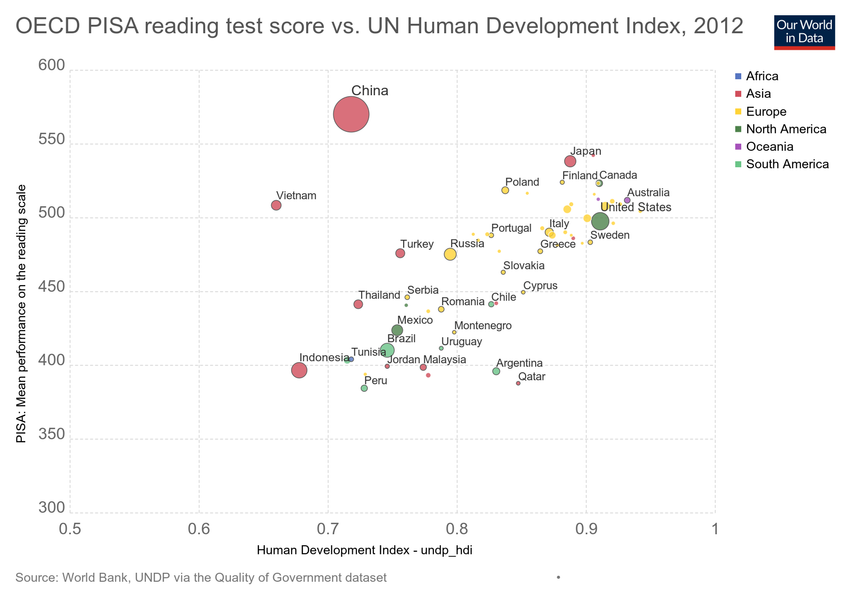 OECD PISA reading test score vs. UN Human Development Index, 2012
Our World
in Data
600
550
500
450
400
350
300
0.5
0.6
0.7
0.8
0.9
1
PISA: Mean performance on the reading scale
Human Development Index - undp_hdi
Africa
Asia
Europe
North America
Oceania
South America
China
Japan
Finland
Canada
Poland
Vietnam
Australia
United States
Portugal
Italy
Sweden
Turkey
Russia
Greece
Slovakia
Cyprus
Thailand
Serbia
Romania
Chile
Mexico
Montenegro
Brazil
Uruguay
Indonesia
Tunisia
Jordan
Malaysia
Argentina
Peru
Qatar
Source: World Bank, UNDP via the Quality of Government dataset